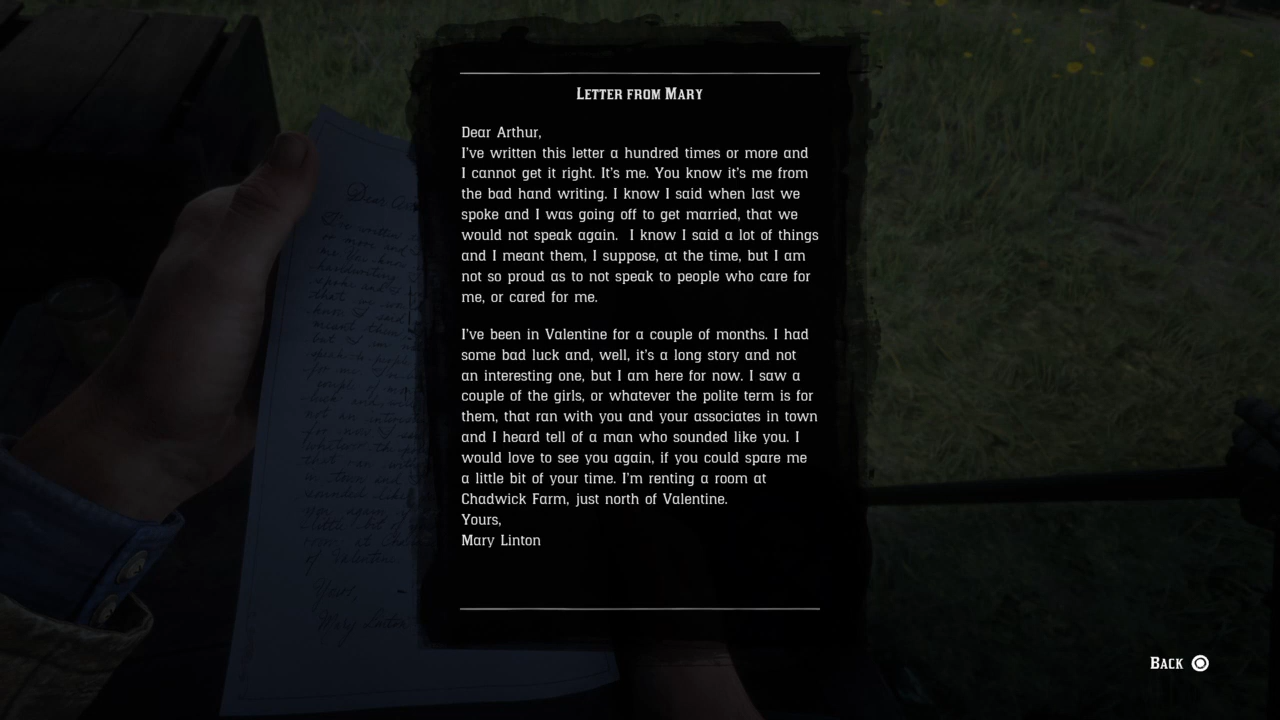 LETTER FROM MARY
Dear Arthur,
I've written this letter a hundred times or more and
I cannot get it right. It's me. You know it's me from
the bad hand writing. I know I said when last we
spoke and I was going off to get married, that we
would not speak again.  I know I said a lot of things
and I meant them, I suppose, at the time, but I am
not so proud as to not speak to people who care for
me, or cared for me.
I've been in Valentine for a couple of months. I had
some bad luck and, well, it's a long story and not
an interesting one, but I am here for now. I saw a
couple of the girls, or whatever the polite term is for
them, that ran with you and your associates in town
and I heard tell of a man who sounded like you. I
would love to see you again, if you could spare me
a little bit of your time. I'm renting a room at
Chadwick Farm, just north of Valentine.
Yours,
Mary Linton
Dear
of Valentine.
Yours,
Mary Linton
BACK